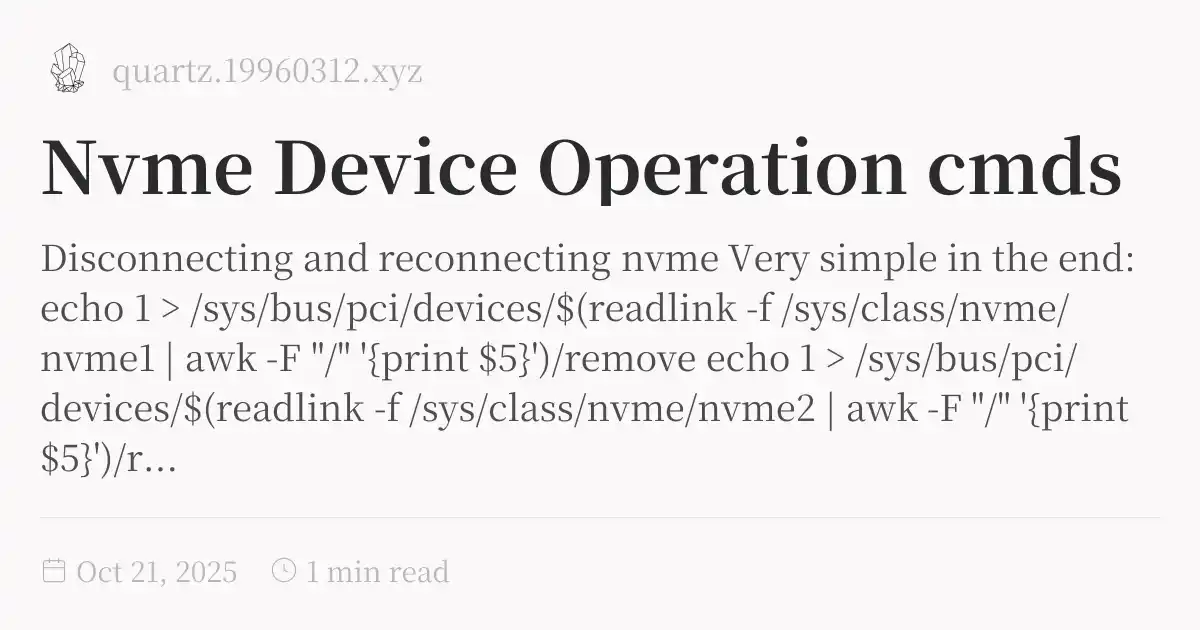 quartz.19960312.xyz
Nvme Device Operation cmds
Disconnecting and reconnecting nvme Very simple in the end:
echo 1 > /sys/bus/pci/devices/$(readlink -f /sys/class/nvme/
nvme1 | awk -F "/" '{print $5}')/remove echo 1 > /sys/bus/pci/
devices/$(readlink -f /sys/class/nvme/nvme2 | awk -F "/" '{print
$5}')/r...
Oct 21, 2025 1 min read